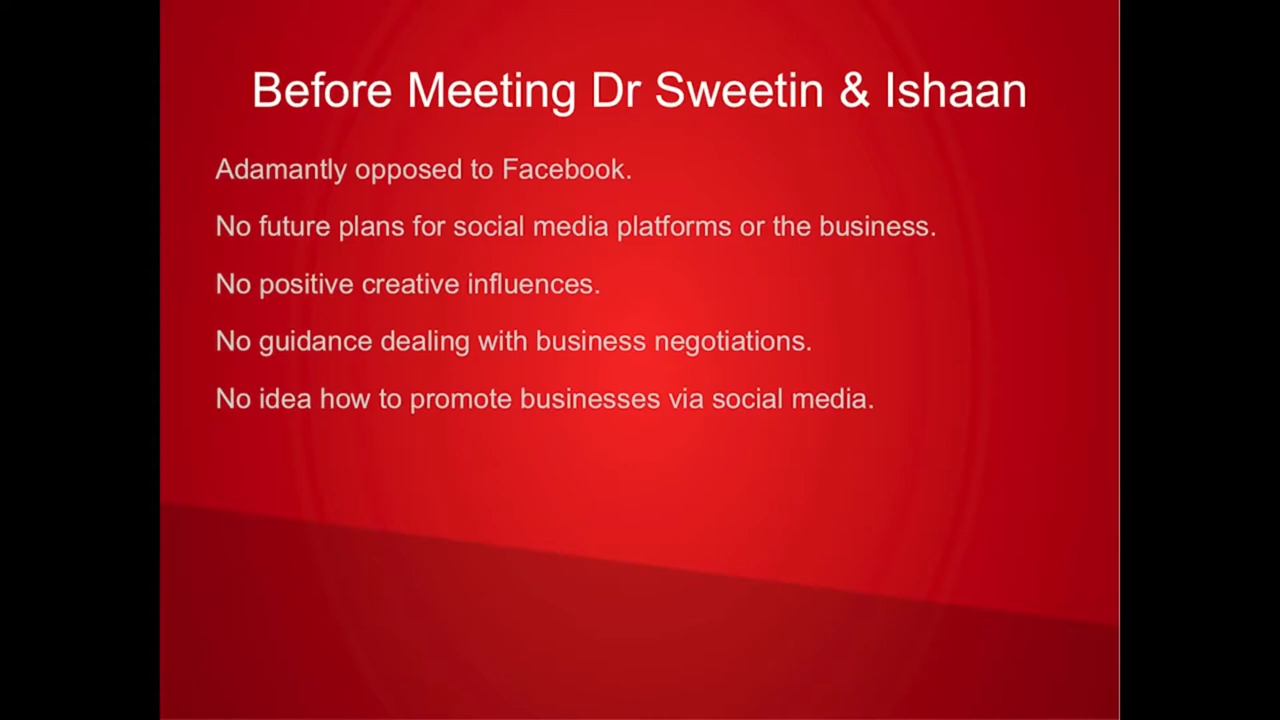 Before Meeting Dr Sweetin & Ishaan
Adamantly opposed to Facebook.
No future plans for social media platforms or the business.
No positive creative influences.
No guidance dealing with business negotiations.
No idea how to promote businesses via social media.